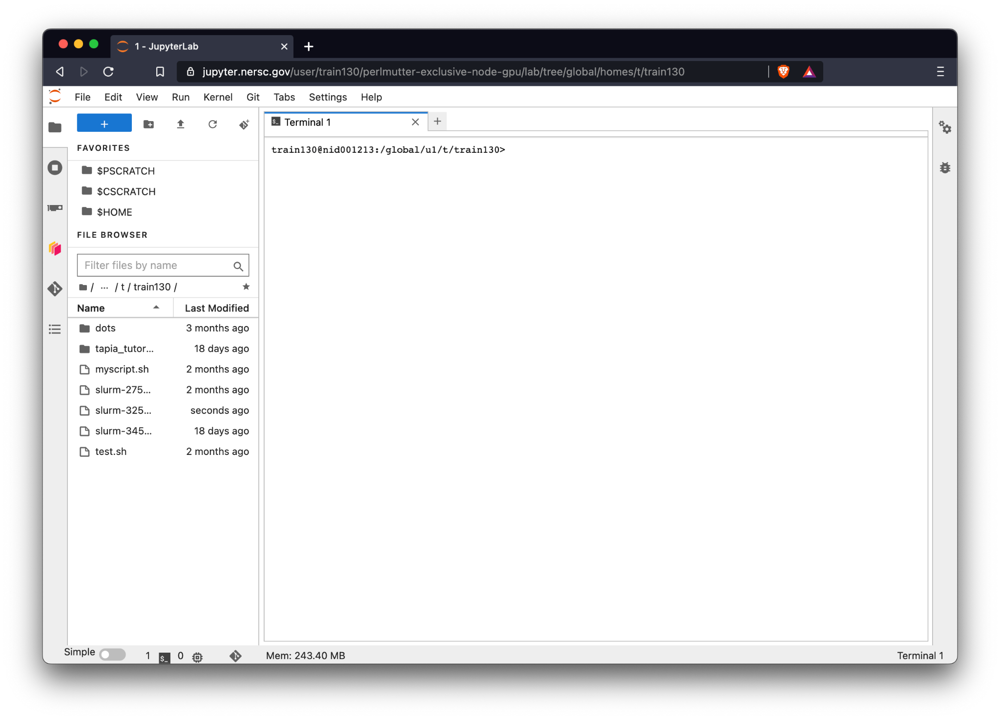 1 - JupyterLab
jupyter.nersc.gov/user/train130/perlmutter-exclusive-node-gpu/lab/tree/global/homes/t/train130
File Edit View Run Kernel Git Tabs Settings Help
Terminal 1
train130@nid001213:/global/u1/t/train130>
FAVORITES
$PSCRATCH
$CSCRATCH
$HOME
FILE BROWSER
Filter files by name
/ ... / t / train130 /
Name Last Modified
dots 3 months ago
tapia_tutor... 18 days ago
myscript.sh 2 months ago
slurm-275... 2 months ago
slurm-325... seconds ago
slurm-345... 18 days ago
test.sh 2 months ago
Simple 1 $_ 0 Mem: 243.40 MB Terminal 1